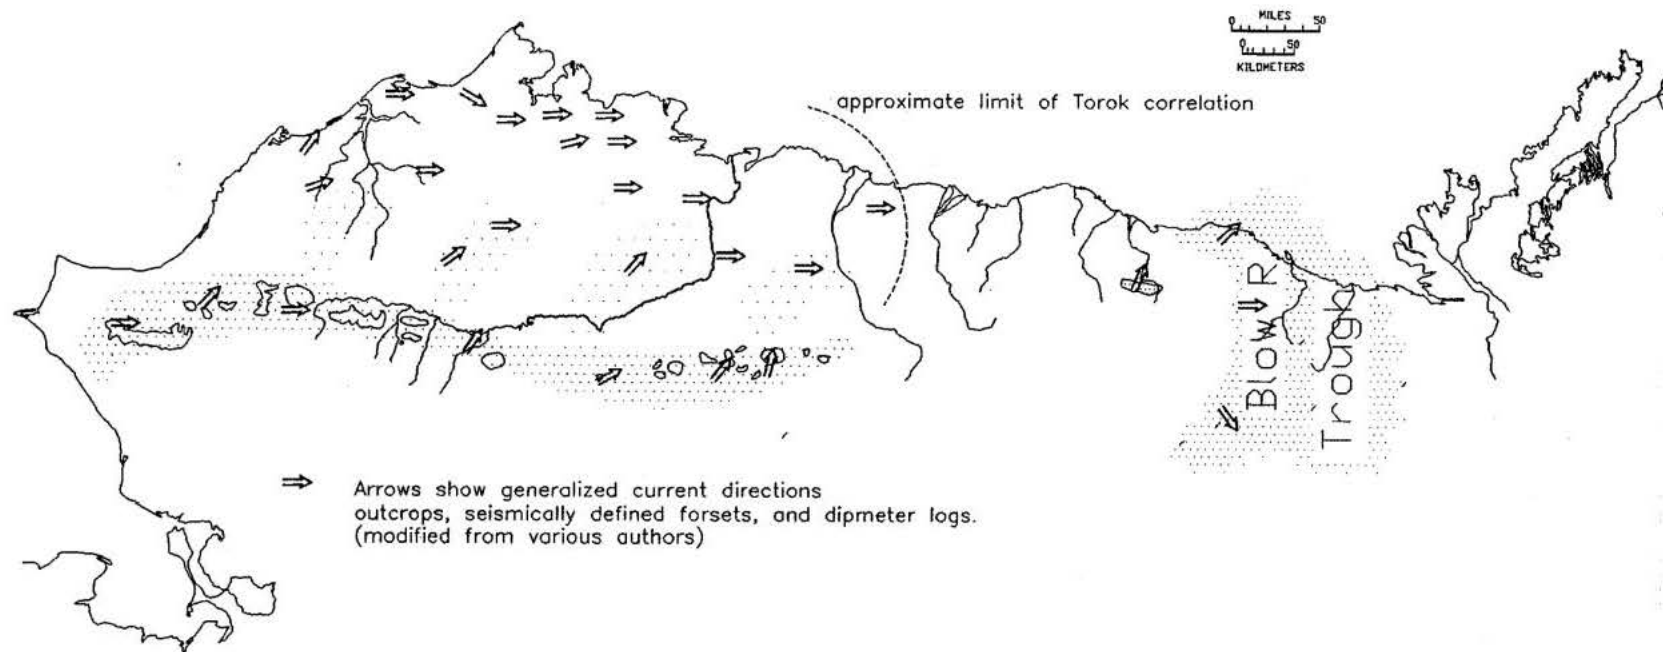 MILES
0 50
0 50
KILOMETERS
approximate limit of Torok correlation
Blow R
Trough
Arrows show generalized current directions
outcrops, seismically defined forsets, and dipmeter logs.
(modified from various authors)